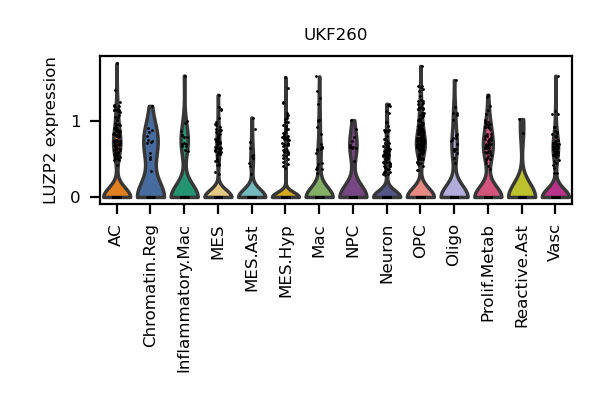 UKF260
LUZP2 expression
1
0
AC
Chromatin.Reg
Inflammatory.Mac
MES
MES.Ast
MES.Hyp
Mac
NPC
Neuron
OPC
Oligo
Prolif.Metab
Reactive.Ast
Vasc